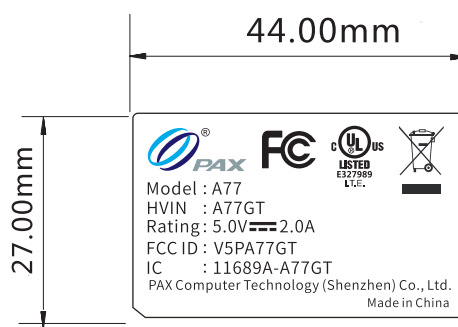 44.00mm
27.00mm
® PAX FC c UL US
LISTED
E327989
I.T.E.
Model : A77
HVIN : A77GT
Rating : 5.0V⎓2.0A
FCC ID : V5PA77GT
IC : 11689A-A77GT
PAX Computer Technology (Shenzhen) Co., Ltd.
Made in China